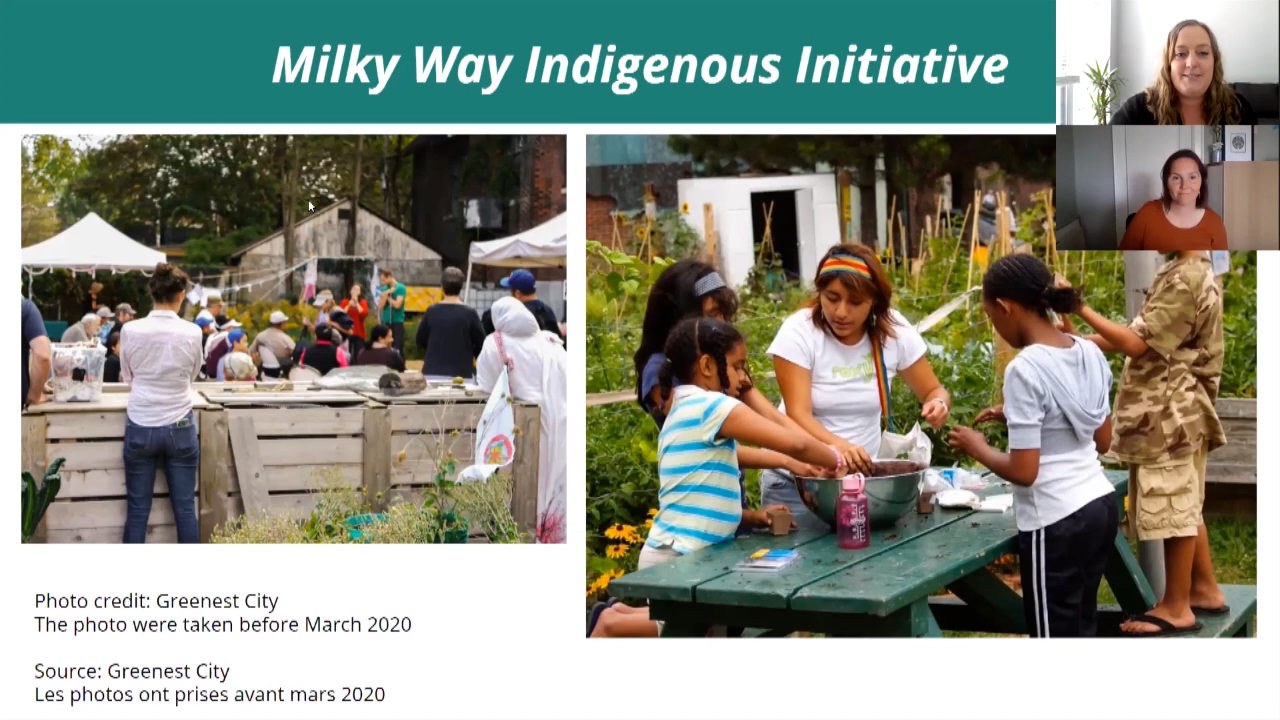 Milky Way Indigenous Initiative
Photo credit: Greenest City
The photo were taken before March 2020
Source: Greenest City
Les photos ont prises avant mars 2020